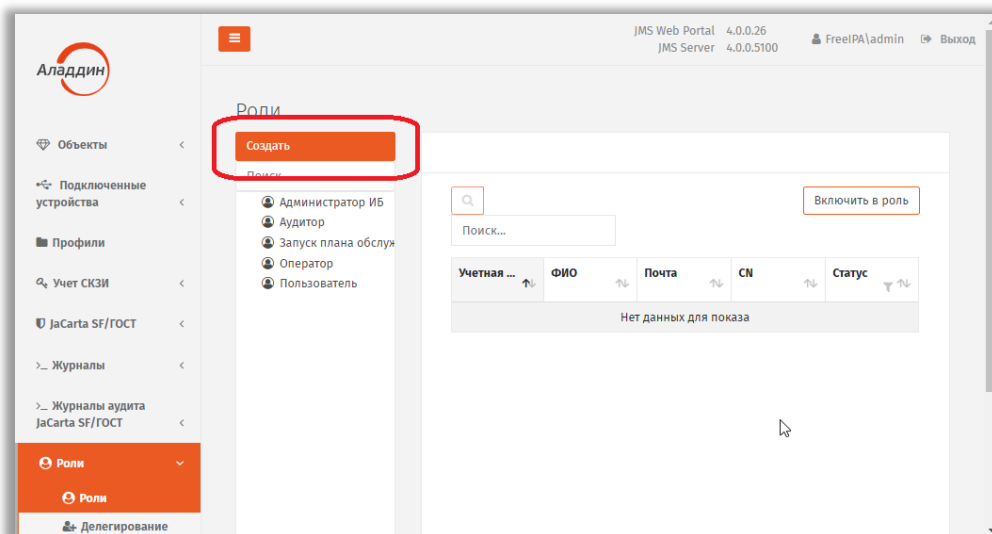 JMS Web Portal 4.0.0.26
JMS Server 4.0.0.5100
FreeIPA\admin
Выход
Аладдин
Роли
Создать
Поиск
Объекты
Подключенные
устройства
Профили
Учет СКЗИ
JaCarta SF/ГОСТ
>_ Журналы
>_ Журналы аудита
JaCarta SF/ГОСТ
Роли
Роли
Делегирование
Администратор ИБ
Аудитор
Запуск плана обслуж
Оператор
Пользователь
Включить в роль
Поиск...
Учетная ... ФИО Почта CN Статус
Нет данных для показа